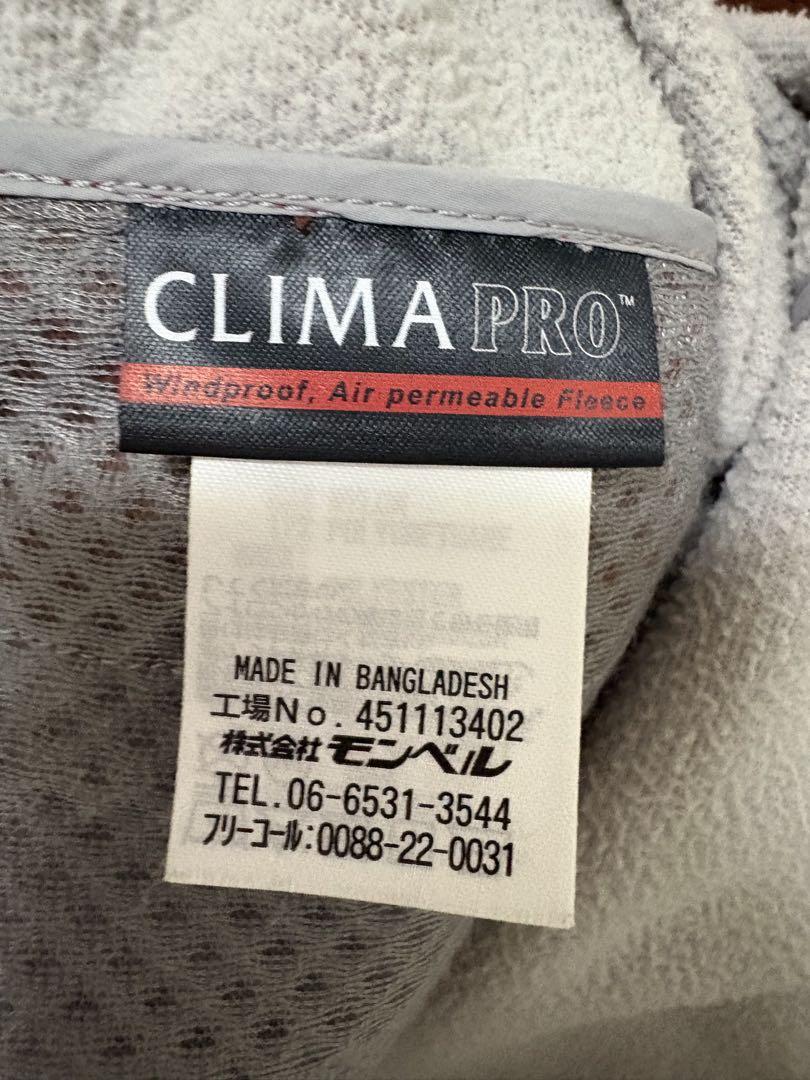 CLIMA PRO™
Windproof, Air permeable Fleece
MADE IN BANGLADESH
工場No. 451113402
株式会社モンベル
TEL.06-6531-3544
フリーコール:0088-22-0031